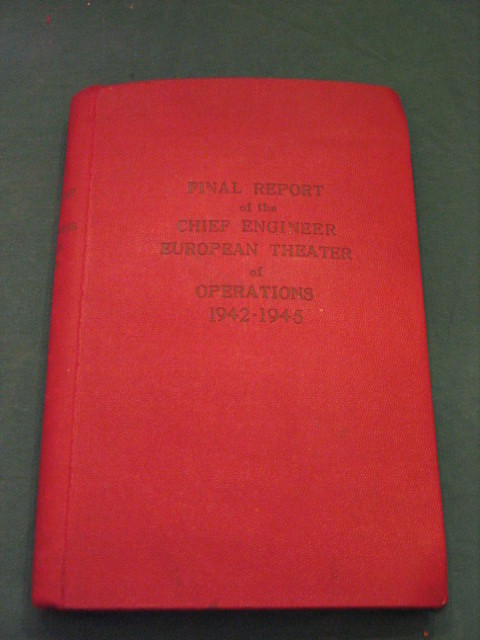 FINAL REPORT
of the
CHIEF ENGINEER
EUROPEAN THEATER
of
OPERATIONS
1942-1945